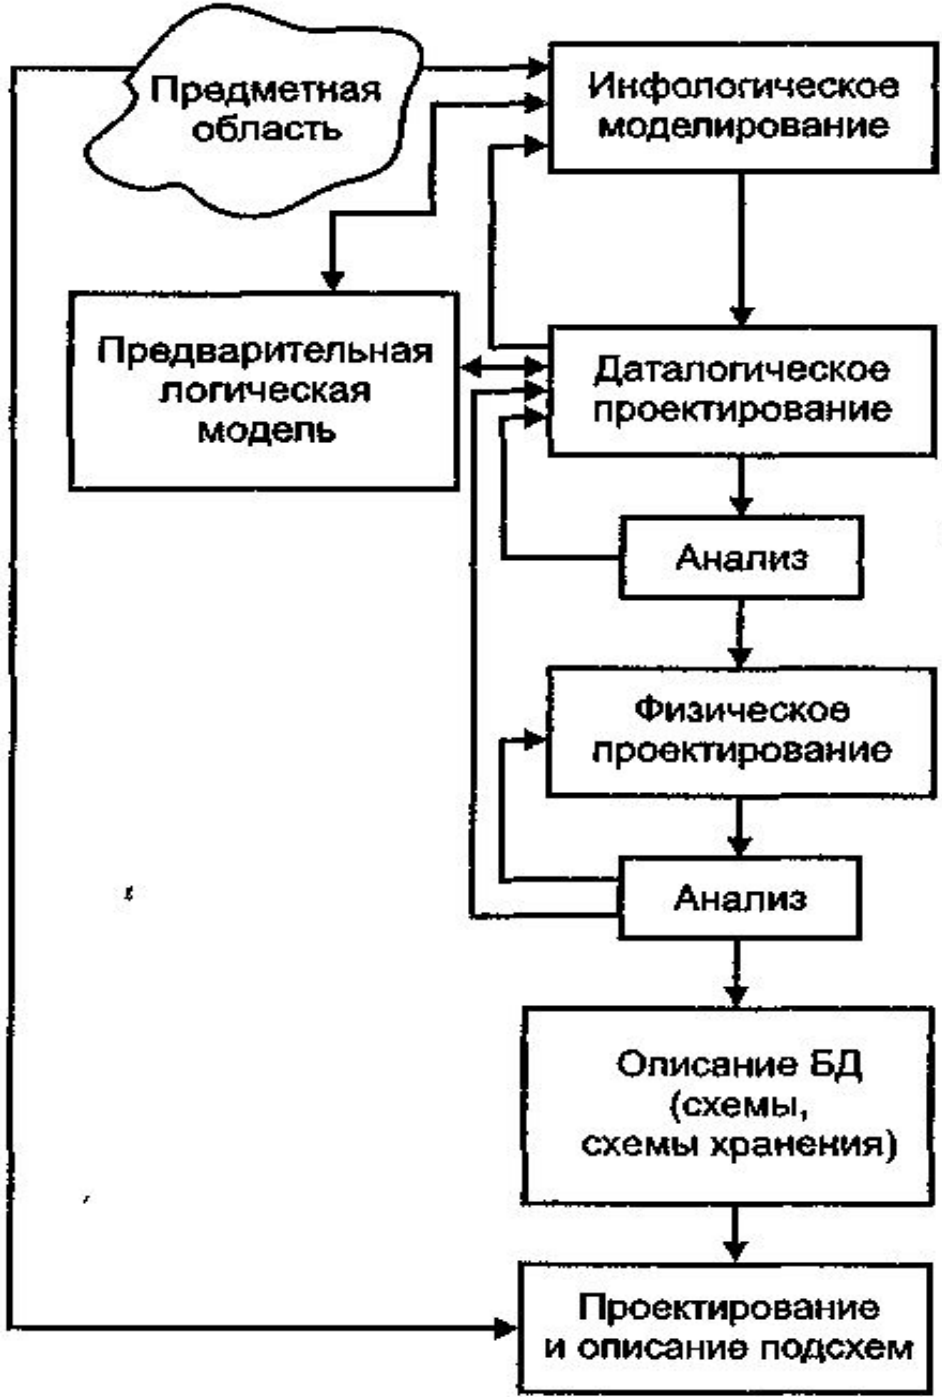 Предметная
область
Инфологическое
моделирование
Предварительная
логическая
модель
Даталогическое
проектирование
Анализ
Физическое
проектирование
Анализ
Описание БД
(схемы,
схемы хранения)
Проектирование
и описание подсхем